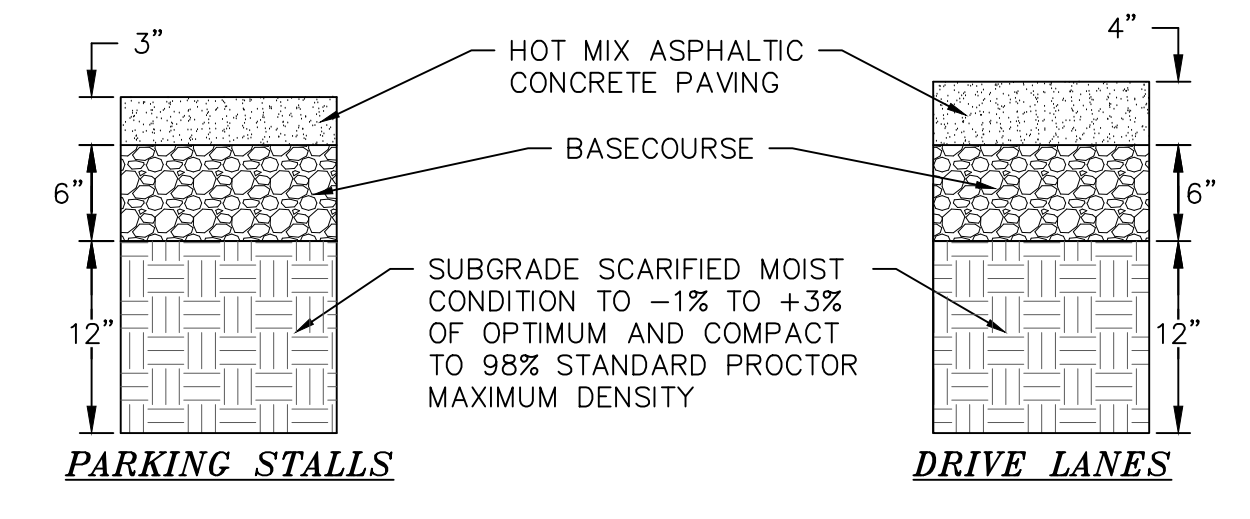 3"
4"
HOT MIX ASPHALTIC
CONCRETE PAVING
BASECOURSE
6"
6"
SUBGRADE SCARIFIED MOIST
CONDITION TO -1% TO +3%
OF OPTIMUM AND COMPACT
TO 98% STANDARD PROCTOR
MAXIMUM DENSITY
12"
12"
PARKING STALLS
DRIVE LANES